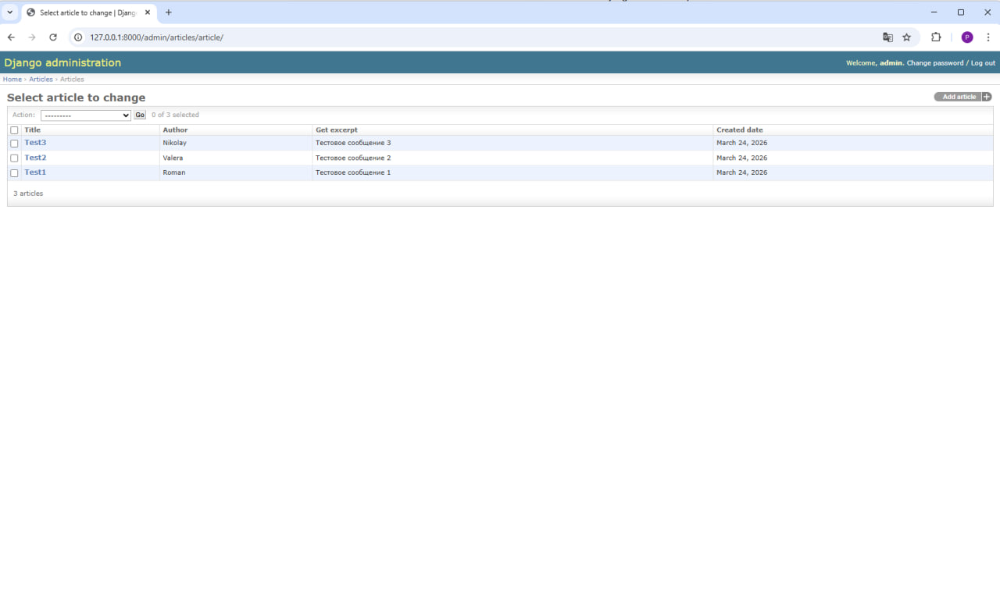 Select article to change | Djang
127.0.0.1:8000/admin/articles/article/
P
Django administration
Welcome, admin. Change password / Log out
Home › Articles › Articles
Select article to change
Add article +
Action: --------- Go 0 of 3 selected
Title Author Get excerpt Created date
Test3 Nikolay Тестовое сообщение 3 March 24, 2026
Test2 Valera Тестовое сообщение 2 March 24, 2026
Test1 Roman Тестовое сообщение 1 March 24, 2026
3 articles